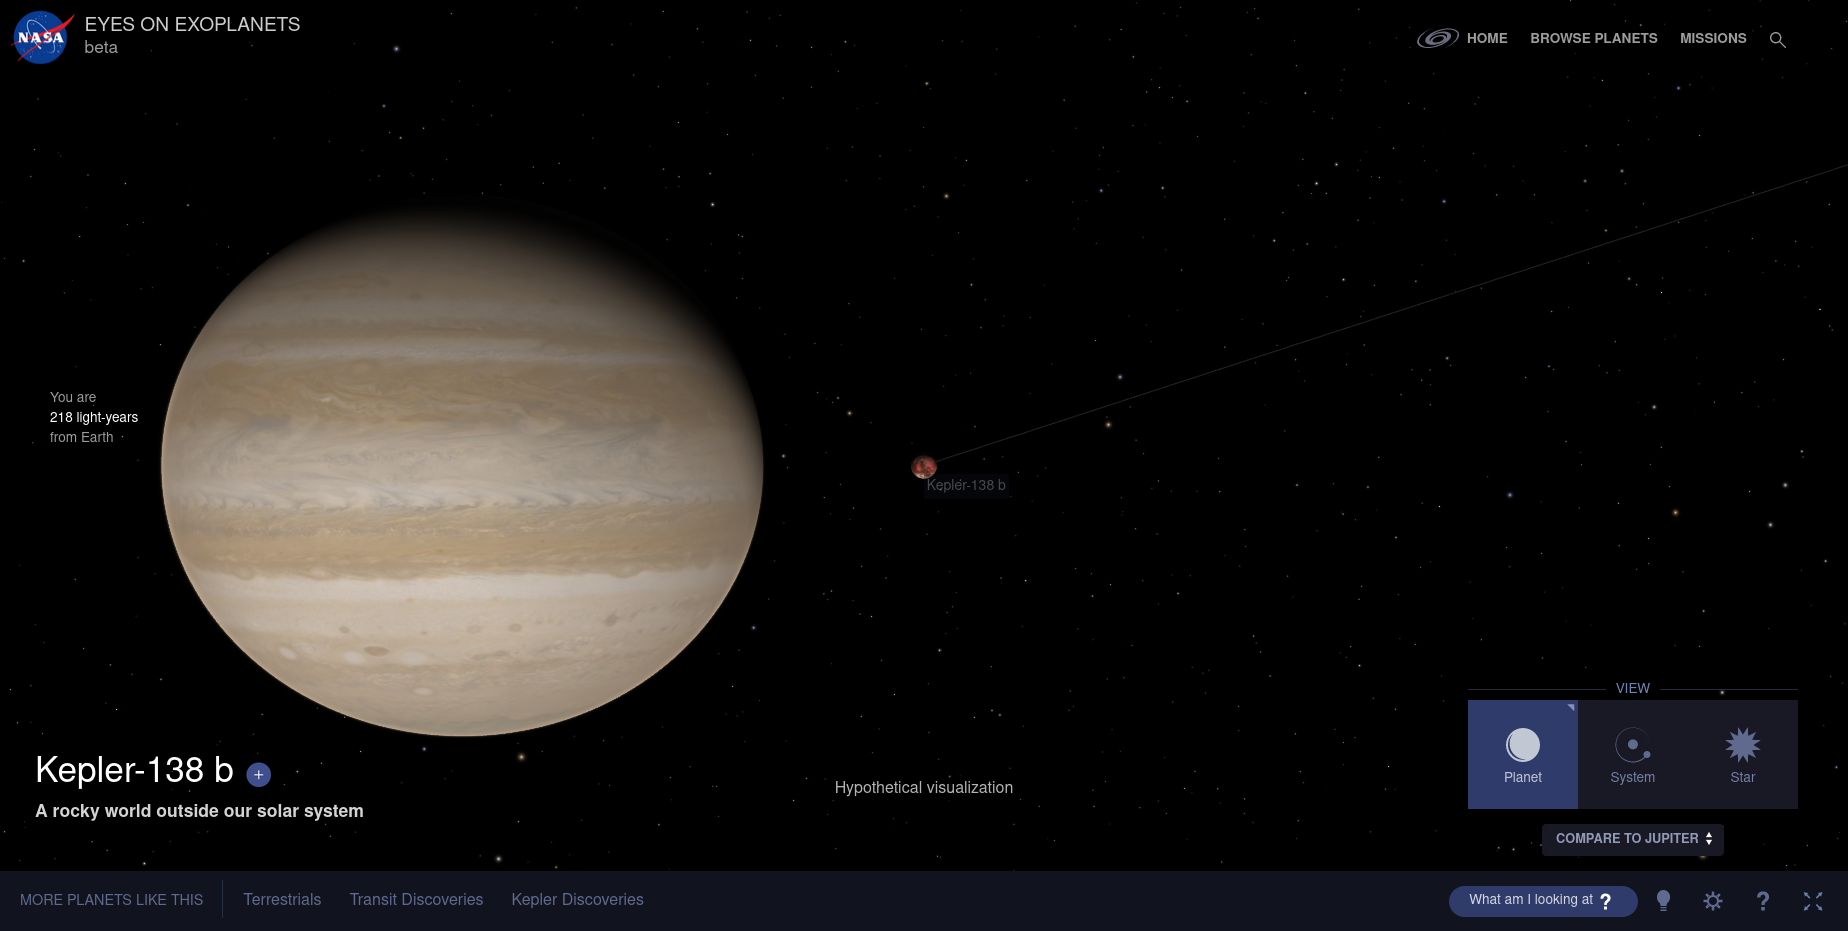 NASA
EYES ON EXOPLANETS
beta
HOME
BROWSE PLANETS
MISSIONS
You are
218 light-years
from Earth
Kepler-138 b
Kepler-138 b +
A rocky world outside our solar system
Hypothetical visualization
VIEW
Planet
System
Star
COMPARE TO JUPITER
MORE PLANETS LIKE THIS
Terrestrials
Transit Discoveries
Kepler Discoveries
What am I looking at ?
?